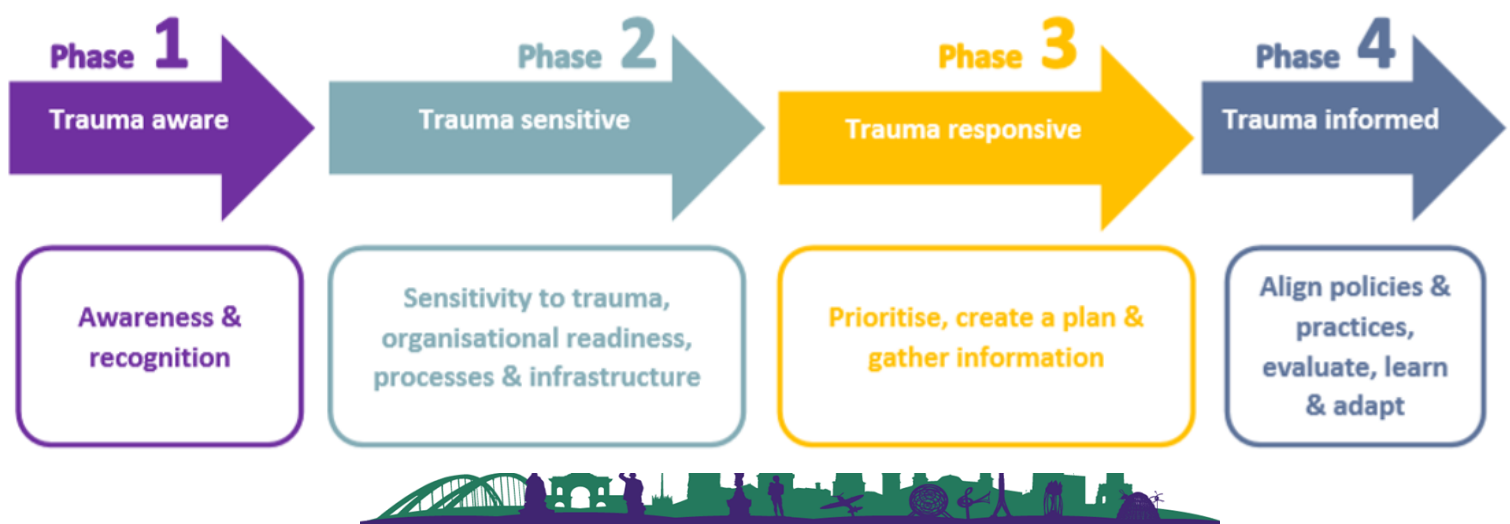 Phase 1
Trauma aware
Awareness &
recognition
Phase 2
Trauma sensitive
Sensitivity to trauma,
organisational readiness,
processes & infrastructure
Phase 3
Trauma responsive
Prioritise, create a plan &
gather information
Phase 4
Trauma informed
Align policies &
practices,
evaluate, learn
& adapt